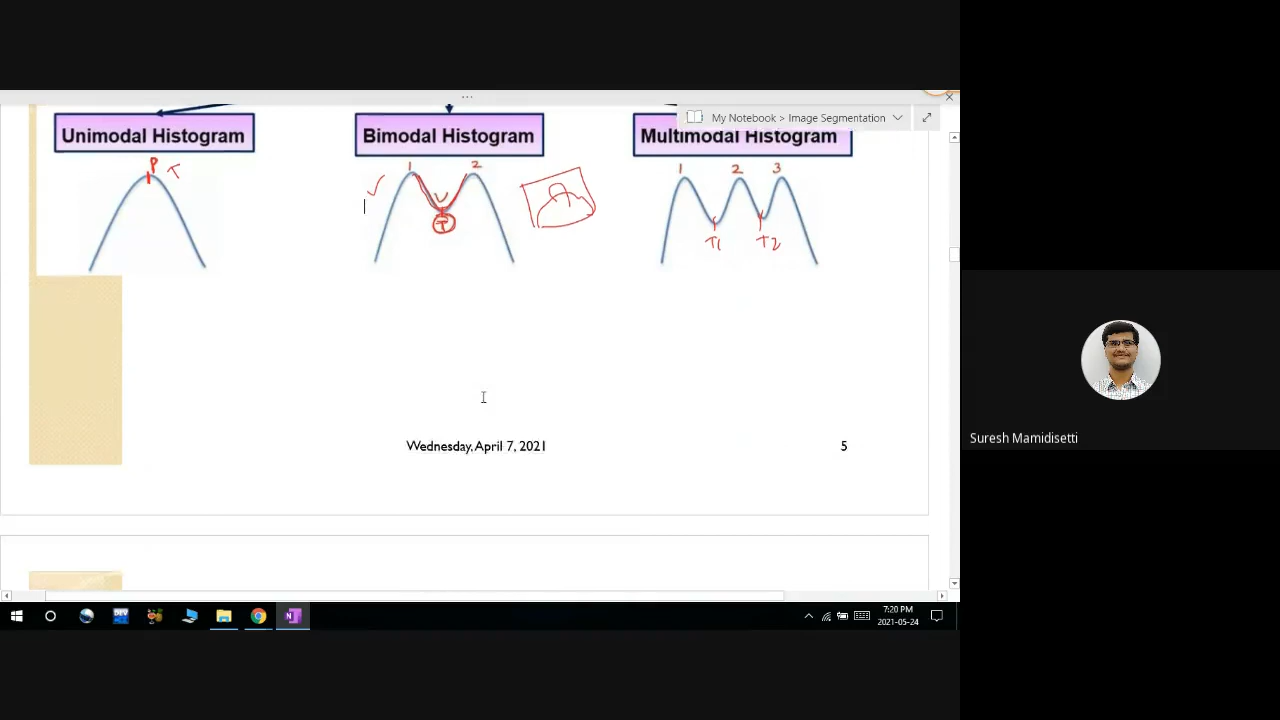 My Notebook > Image Segmentation
Unimodal Histogram
Bimodal Histogram
Multimodal Histogram
P T
1 2
T
1 2 3
T1 T2
Suresh Mamidisetti
Wednesday, April 7, 2021
5
DEV
N
7:20 PM
2021-05-24